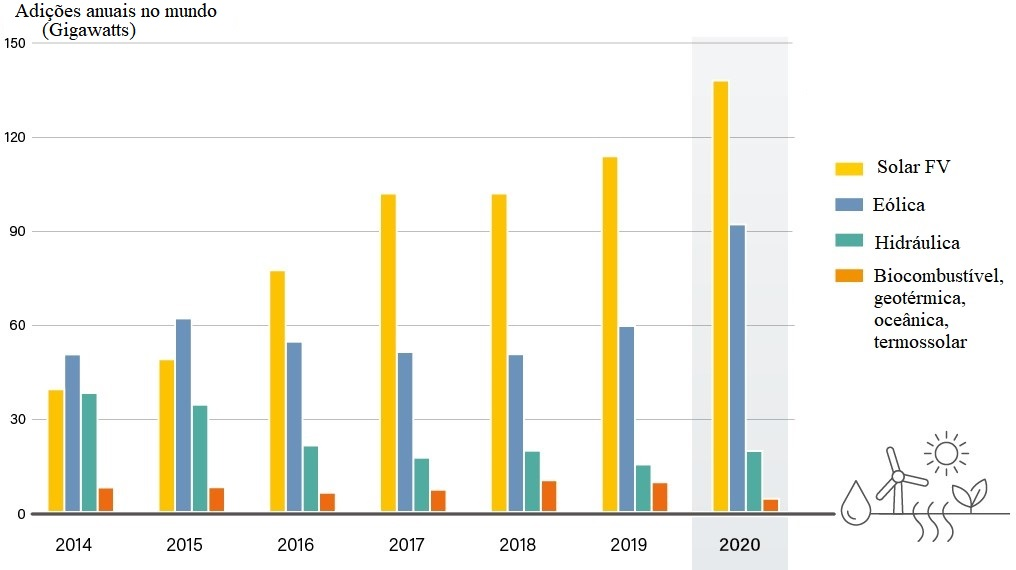 Adições anuais no mundo
(Gigawatts)
150
120
90
60
30
0
2014
2015
2016
2017
2018
2019
2020
Solar FV
Eólica
Hidráulica
Biocombustível,
geotérmica,
oceânica,
termossolar